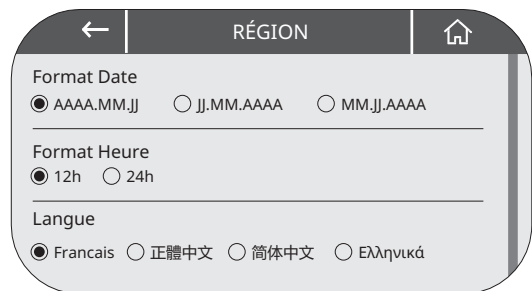 RÉGION
Format Date
AAAA.MM.JJ JJ.MM.AAAA MM.JJ.AAAA
Format Heure
12h 24h
Langue
Francais 正體中文 简体中文 Ελληνικά